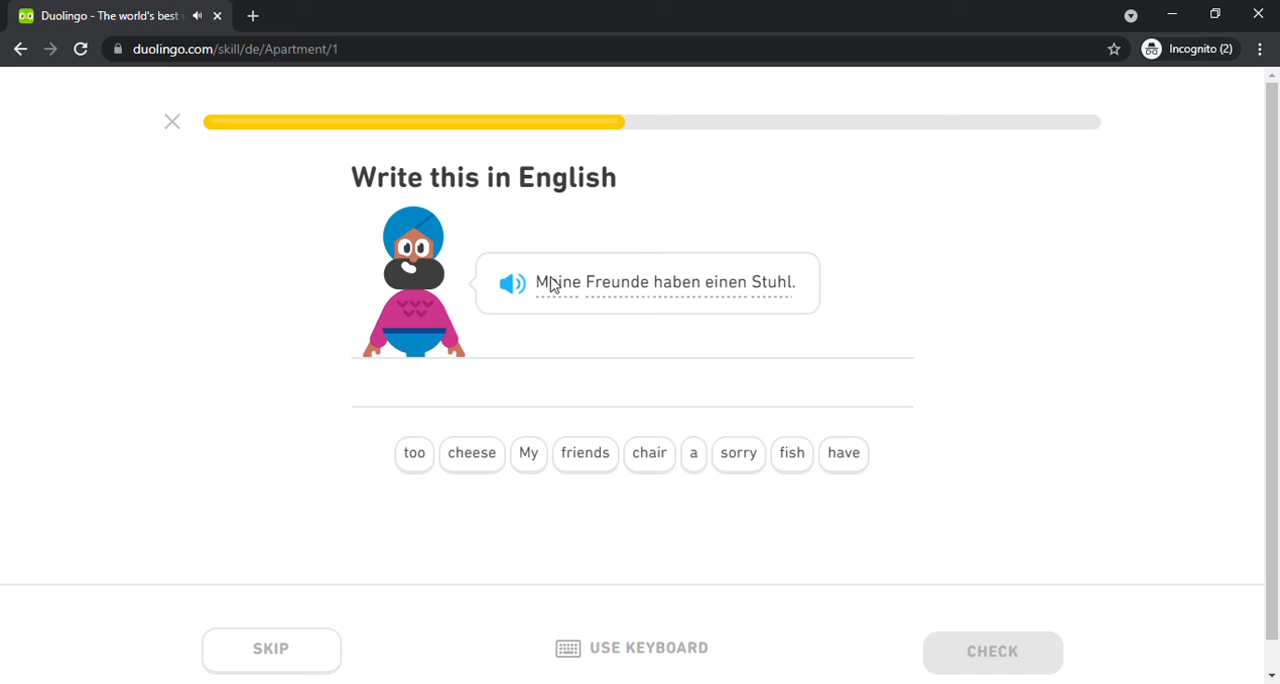 Duolingo - The world's best
duolingo.com/skill/de/Apartment/1
Incognito (2)
Write this in English
Meine Freunde haben einen Stuhl.
too cheese My friends chair a sorry fish have
SKIP
USE KEYBOARD
CHECK